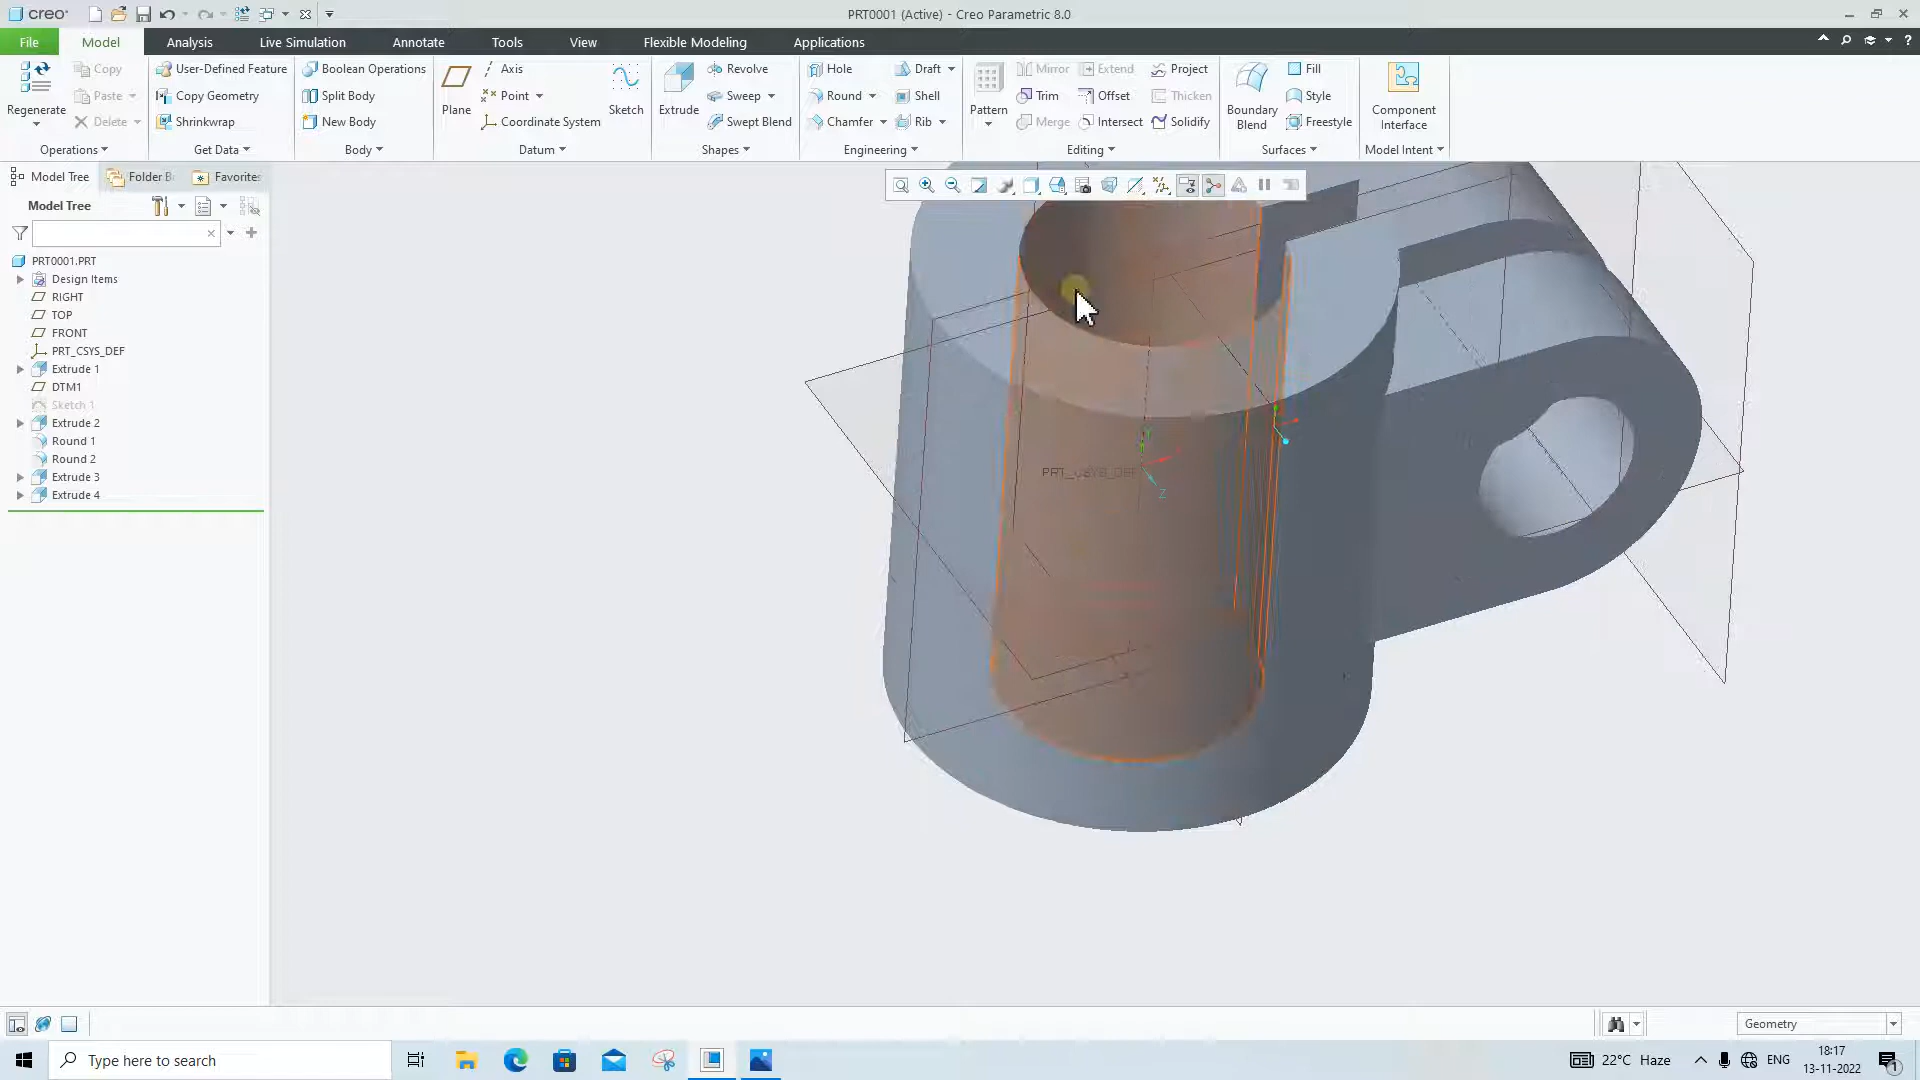 creo
PRT0001 (Active) - Creo Parametric 8.0
File Model Analysis Live Simulation Annotate Tools View Flexible Modeling Applications
Regenerate
Copy
Paste
Delete
Operations
User-Defined Feature
Copy Geometry
Shrinkwrap
Get Data
Boolean Operations
Split Body
New Body
Body
Plane
Axis
Point
Coordinate System
Sketch
Datum
Extrude
Revolve
Sweep
Swept Blend
Shapes
Hole
Round
Chamfer
Draft
Shell
Rib
Engineering
Pattern
Mirror
Trim
Merge
Extend
Offset
Intersect
Project
Thicken
Solidify
Editing
Boundary
Blend
Fill
Style
Freestyle
Surfaces
Component
Interface
Model Intent
Model Tree Folder Br Favorites
Model Tree
PRT0001.PRT
Design Items
RIGHT
TOP
FRONT
PRT_CSYS_DEF
Extrude 1
DTM1
Sketch 1
Extrude 2
Round 1
Round 2
Extrude 3
Extrude 4
PRT_CSYS_DEF
Z
Geometry
Type here to search
22°C Haze
ENG
18:17
13-11-2022
1